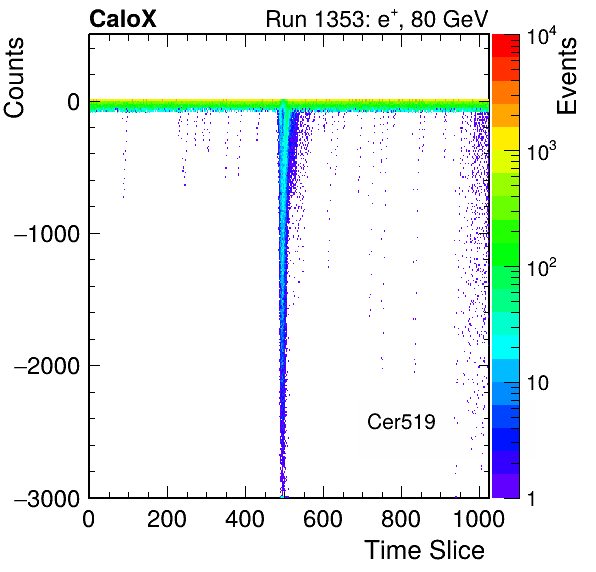 CaloX
Run 1353: e⁺, 80 GeV
Counts
Events
0
−1000
−2000
−3000
10⁴
10³
10²
10
1
Cer519
0 200 400 600 800 1000
Time Slice